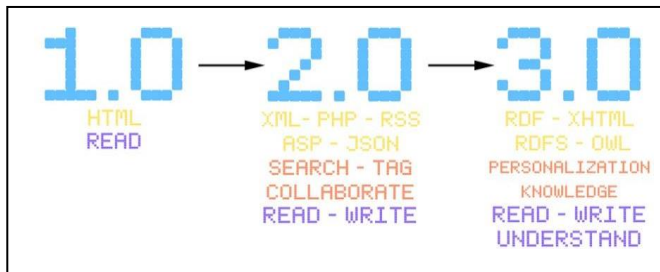 1.0
HTML
READ
2.0
XML- PHP - RSS
ASP - JSON
SEARCH - TAG
COLLABORATE
READ - WRITE
3.0
RDF - XHTML
RDFS - OWL
PERSONALIZATION
KNOWLEDGE
READ - WRITE
UNDERSTAND